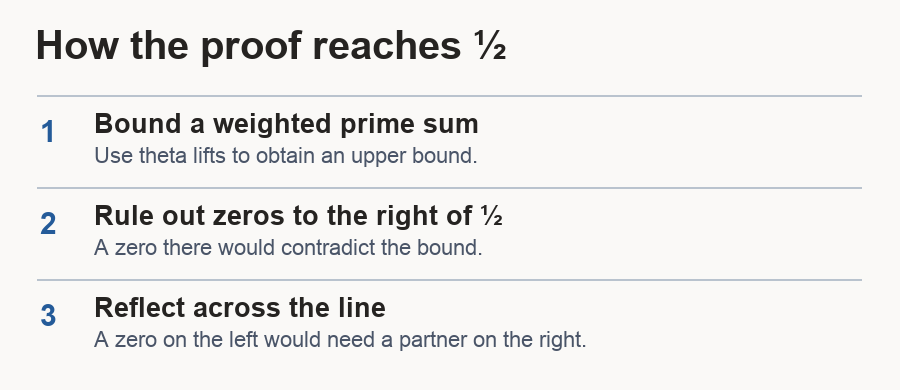 How the proof reaches ½
1
Bound a weighted prime sum
Use theta lifts to obtain an upper bound.
2
Rule out zeros to the right of ½
A zero there would contradict the bound.
3
Reflect across the line
A zero on the left would need a partner on the right.